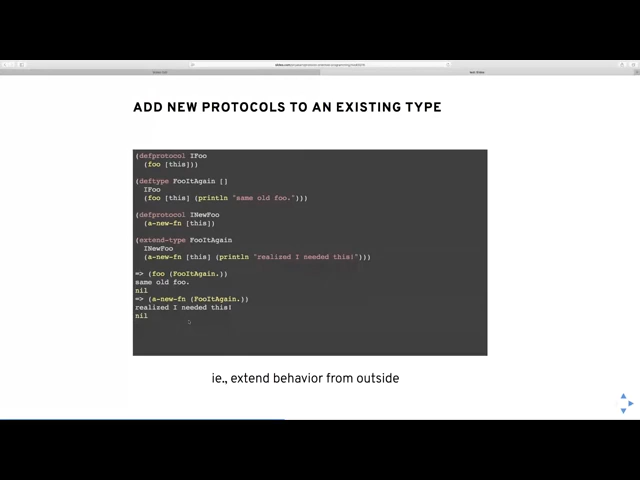 ADD NEW PROTOCOLS TO AN EXISTING TYPE
(defprotocol IFoo
(foo [this]))
(deftype FooItAgain []
IFoo
(foo [this] (println "same old foo.")))
(defprotocol INewFoo
(a-new-fn [this])
(extend-type FooItAgain
INewFoo
(a-new-fn [this] (println "realized I needed this!")))
=> (foo (FooItAgain.))
same old foo.
nil
=> (a-new-fn (FooItAgain.))
realized I needed this!
nil
ie., extend behavior from outside